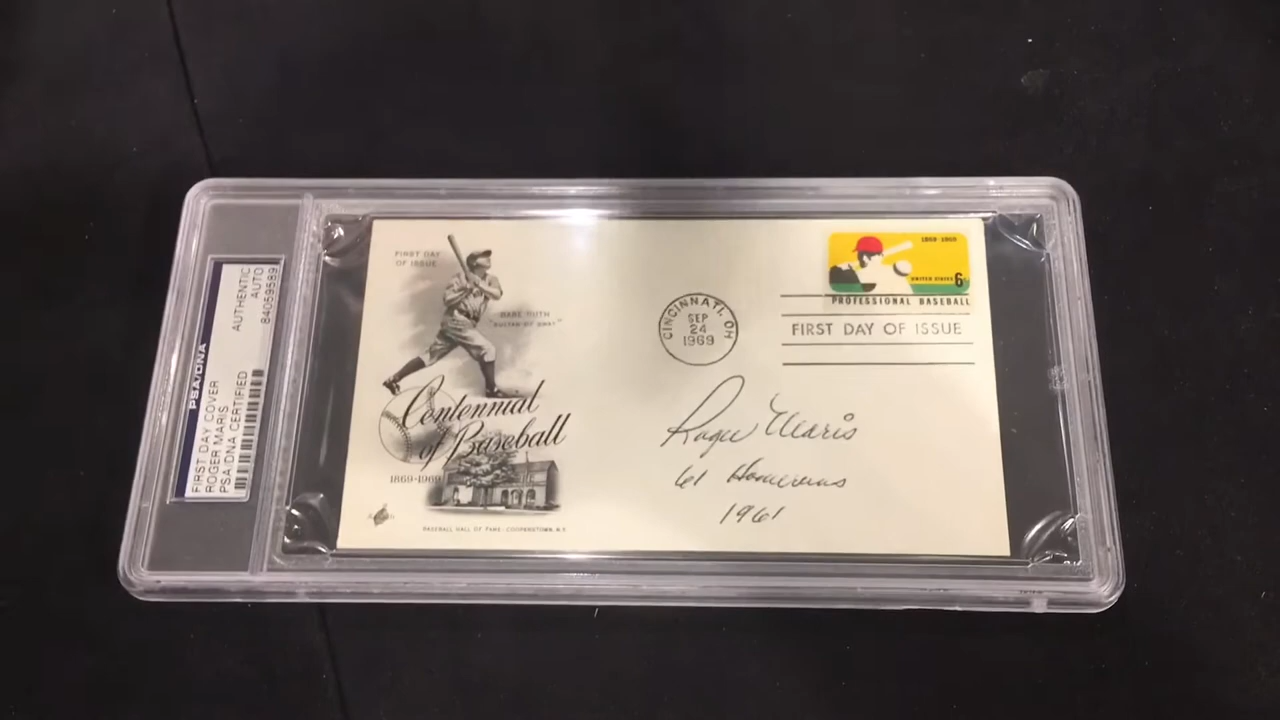 PSA/DNA
FIRST DAY COVER
ROGER MARIS
PSA/DNA CERTIFIED
AUTHENTIC
AUTO
84059589
FIRST DAY
OF ISSUE
BABE RUTH
"SULTAN OF SWAT"
Centennial
of Baseball
1869-1969
BASEBALL HALL OF FAME - COOPERSTOWN, N.Y.
CINCINNATI, OH
SEP
24
1969
1869-1969
UNITED STATES 6c
PROFESSIONAL BASEBALL
FIRST DAY OF ISSUE
Roger Maris
61 Homeruns
1961